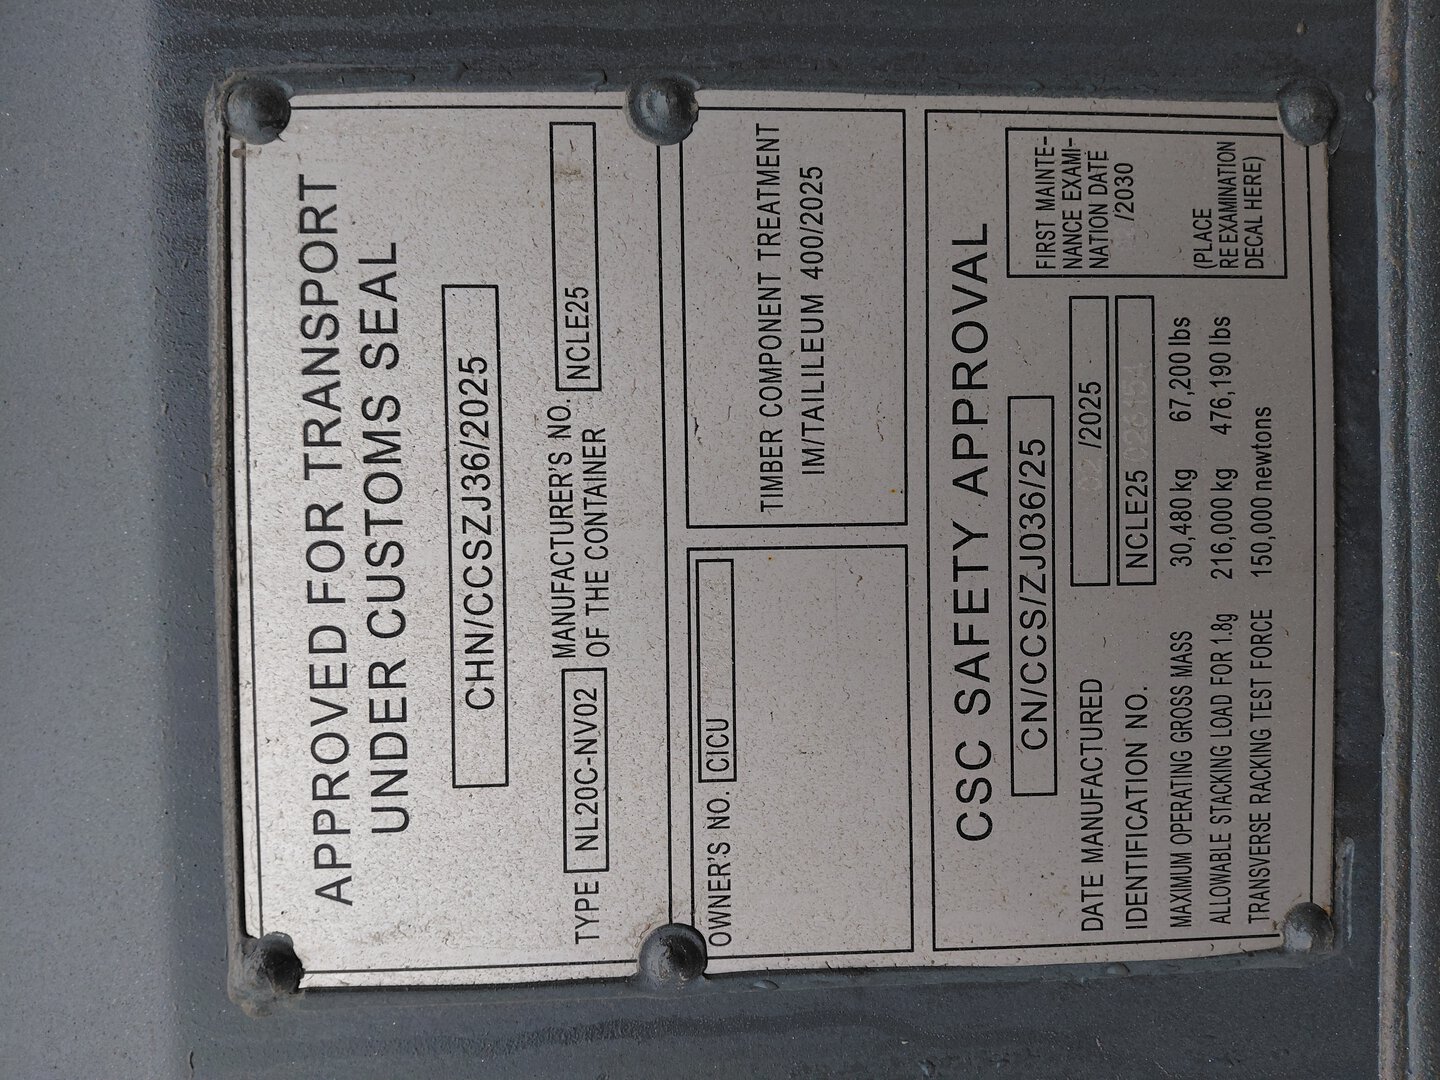 APPROVED FOR TRANSPORT
UNDER CUSTOMS SEAL
CHN/CCSZJ36/2025
TYPE NL20C-NV02 MANUFACTURER'S NO. OF THE CONTAINER NCLE25
OWNER'S NO. CICU
TIMBER COMPONENT TREATMENT
IM/TAILILEUM 400/2025
CSC SAFETY APPROVAL
CN/CCS/ZJ036/25
DATE MANUFACTURED /2025
IDENTIFICATION NO. NCLE25
MAXIMUM OPERATING GROSS MASS 30,480 kg 67,200 lbs
ALLOWABLE STACKING LOAD FOR 1.8g 216,000 kg 476,190 lbs
TRANSVERSE RACKING TEST FORCE 150,000 newtons
FIRST MAINTE-
NANCE EXAMI-
NATION DATE
/2030
(PLACE
RE EXAMINATION
DECAL HERE)